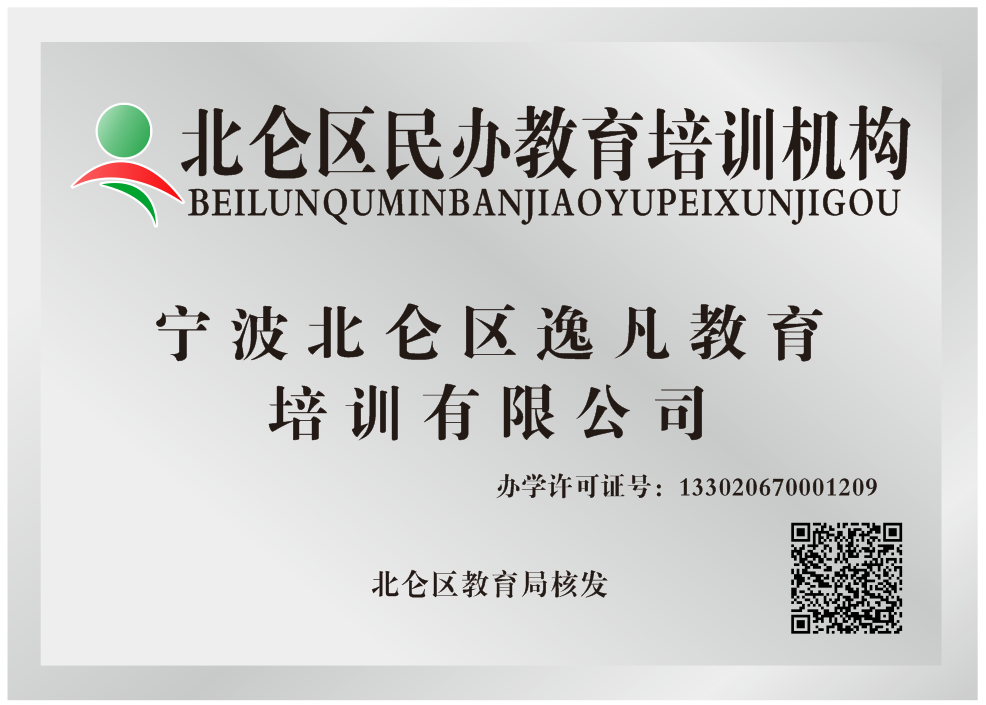 北仑区民办教育培训机构
BEILUNQUMINBANJIAOYUPEIXUNJIGOU
宁波北仑区逸凡教育
培训有限公司
办学许可证号：133020670001209
北仑区教育局核发